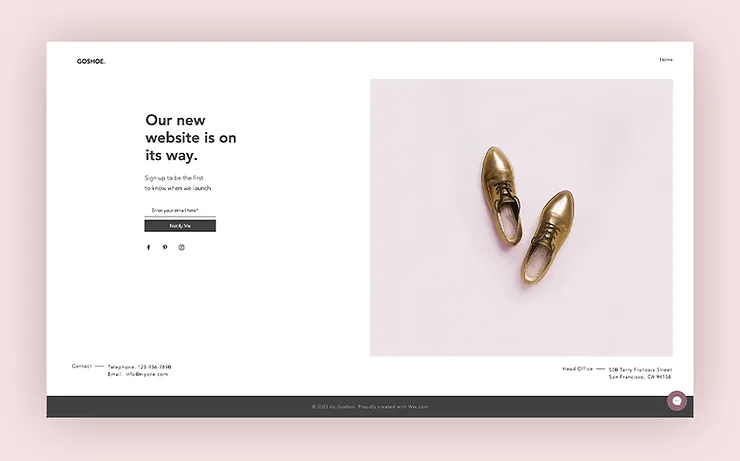 GOSHOE.
Home
Our new
website is on
its way.
Sign up to be the first
to know when we launch.
Enter your email here*
Notify Me
Contact — Telephone: 123-456-7890
Email: info@mysite.com
Head Office — 500 Terry Francois Street
San Francisco, CA 94158
© 2023 by Goshoe. Proudly created with Wix.com